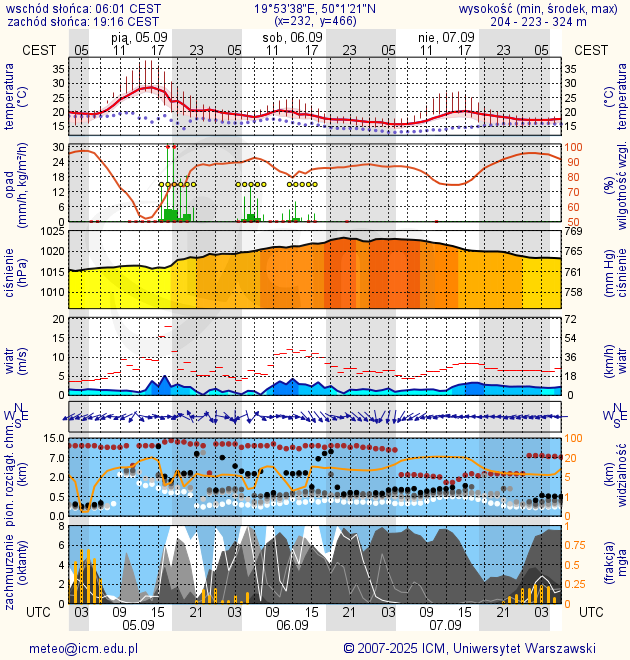 wschód słońca: 06:01 CEST
zachód słońca: 19:16 CEST
19°53'38"E, 50°1'21"N
(x=232, y=466)
wysokość (min, środek, max)
204 - 223 - 324 m
pią, 05.09 sob, 06.09 nie, 07.09
CEST 05 11 17 23 05 11 17 23 05 11 17 23 05 CEST
temperatura (°C)
35
30
25
20
15
35
30
25
20
15
(°C) temperatura
opad (mm/h, kg/m²/h)
30
24
18
12
6
0
100
90
80
70
60
50
(%) wilgotność wzgl.
ciśnienie (hPa)
1025
1020
1015
1010
769
765
761
758
(mm Hg) ciśnienie
wiatr (m/s)
20
15
10
5
0
72
54
36
18
0
(km/h) wiatr
N
W E
S
N
W E
S
pion. rozciągł. chm. (km)
15.0
7.0
2.0
0.5
0.0
100
20
5
1
0
(km) widzialność
zachmurzenie (oktanty)
8
6
4
2
0
1
0.75
0.5
0.25
0
(frakcja) mgła
UTC 03 09 15 21 03 09 15 21 03 09 15 21 03 UTC
05.09 06.09 07.09
meteo@icm.edu.pl
© 2007-2025 ICM, Uniwersytet Warszawski